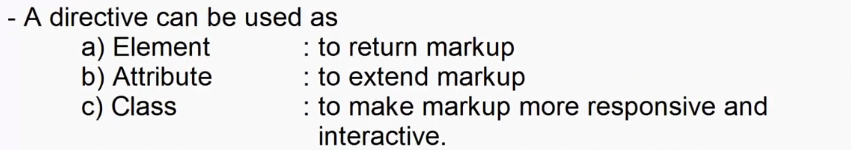 - A directive can be used as
a) Element : to return markup
b) Attribute : to extend markup
c) Class : to make markup more responsive and
interactive.